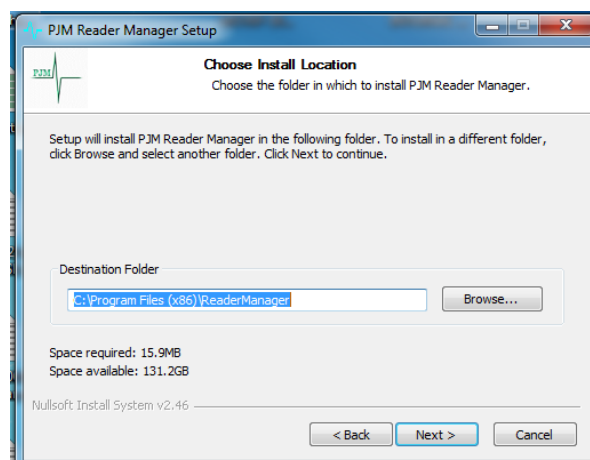 PJM Reader Manager Setup
PJM
Choose Install Location
Choose the folder in which to install PJM Reader Manager.
Setup will install PJM Reader Manager in the following folder. To install in a different folder,
click Browse and select another folder. Click Next to continue.
Destination Folder
C:\Program Files (x86)\ReaderManager
Browse...
Space required: 15.9MB
Space available: 131.2GB
Nullsoft Install System v2.46
< Back
Next >
Cancel